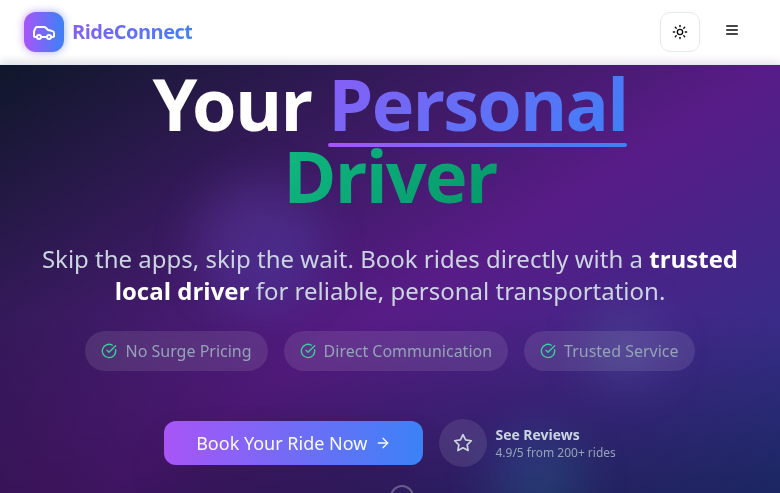 RideConnect
Your Personal
Driver
Skip the apps, skip the wait. Book rides directly with a trusted
local driver for reliable, personal transportation.
No Surge Pricing
Direct Communication
Trusted Service
Book Your Ride Now
See Reviews
4.9/5 from 200+ rides